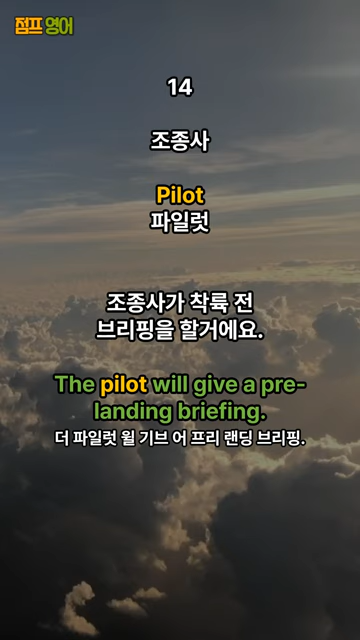 점프 영어
14
조종사
Pilot
파일럿
조종사가 착륙 전
브리핑을 할거에요.
The pilot will give a pre-
landing briefing.
더 파일럿 윌 기브 어 프리 랜딩 브리핑.